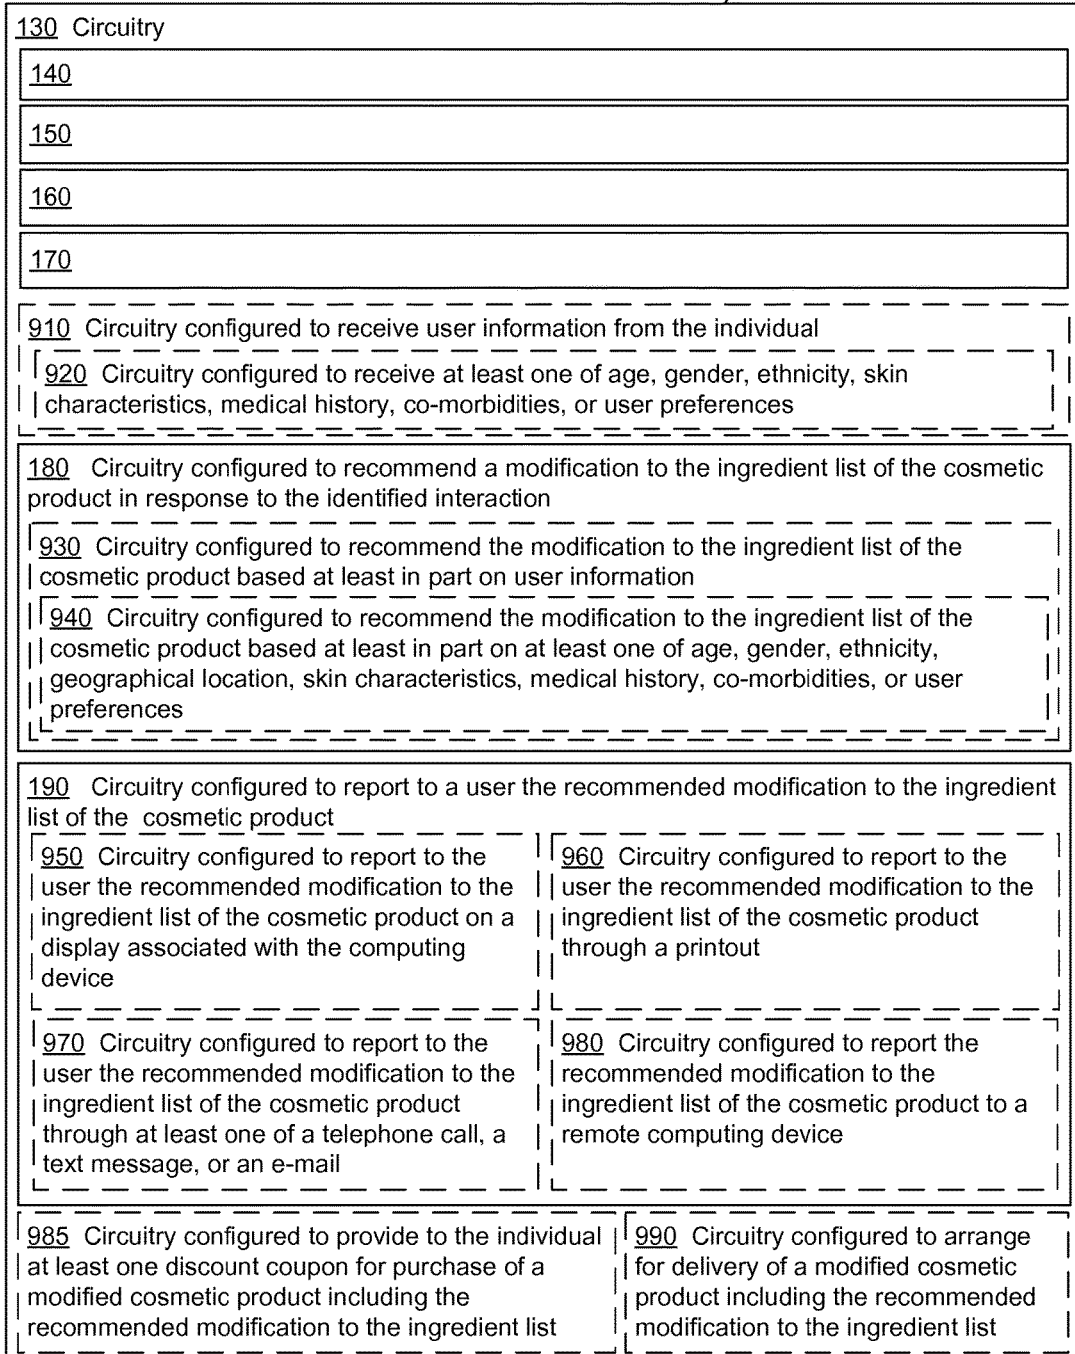 130 Circuitry
140
150
160
170
910 Circuitry configured to receive user information from the individual
920 Circuitry configured to receive at least one of age, gender, ethnicity, skin
characteristics, medical history, co-morbidities, or user preferences
180 Circuitry configured to recommend a modification to the ingredient list of the cosmetic
product in response to the identified interaction
930 Circuitry configured to recommend the modification to the ingredient list of the
cosmetic product based at least in part on user information
940 Circuitry configured to recommend the modification to the ingredient list of the
cosmetic product based at least in part on at least one of age, gender, ethnicity,
geographical location, skin characteristics, medical history, co-morbidities, or user
preferences
190 Circuitry configured to report to a user the recommended modification to the ingredient
list of the cosmetic product
950 Circuitry configured to report to the
user the recommended modification to the
ingredient list of the cosmetic product on a
display associated with the computing
device
960 Circuitry configured to report to the
user the recommended modification to the
ingredient list of the cosmetic product
through a printout
970 Circuitry configured to report to the
user the recommended modification to the
ingredient list of the cosmetic product
through at least one of a telephone call, a
text message, or an e-mail
980 Circuitry configured to report the
recommended modification to the
ingredient list of the cosmetic product to a
remote computing device
985 Circuitry configured to provide to the individual
at least one discount coupon for purchase of a
modified cosmetic product including the
recommended modification to the ingredient list
990 Circuitry configured to arrange
for delivery of a modified cosmetic
product including the recommended
modification to the ingredient list